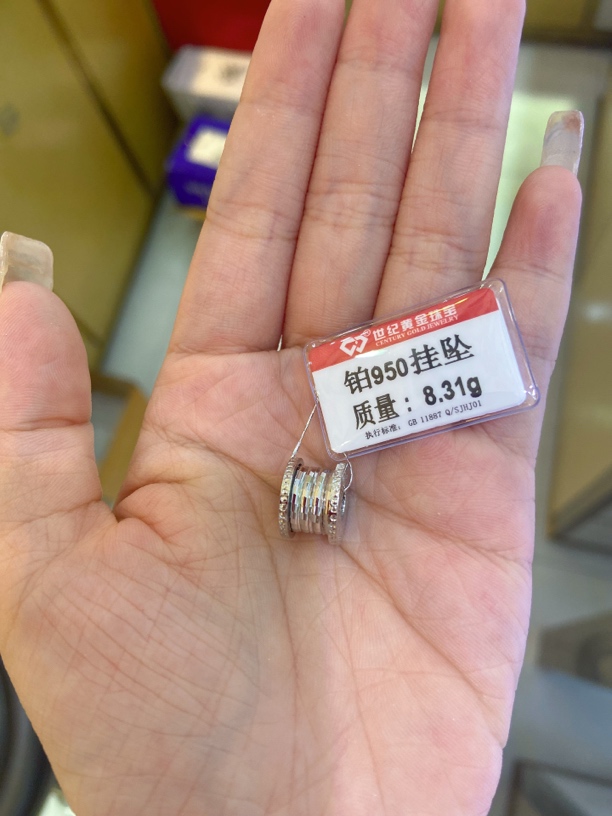 世纪黄金珠宝
CENTURY GOLD JEWELRY
铂950挂坠
质量：8.31g
执行标准：GB 11887 Q/SJHJ01